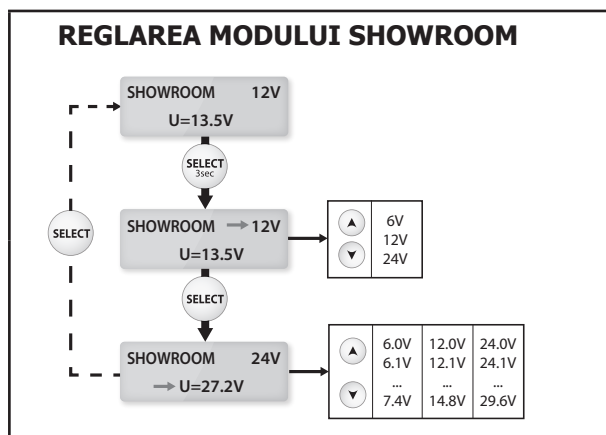 REGLAREA MODULUI SHOWROOM
SHOWROOM 12V
U=13.5V
SELECT
3sec
SHOWROOM 12V
U=13.5V
6V
12V
24V
SELECT
SELECT
SHOWROOM 24V
U=27.2V
6.0V 12.0V 24.0V
6.1V 12.1V 24.1V
... ... ...
7.4V 14.8V 29.6V